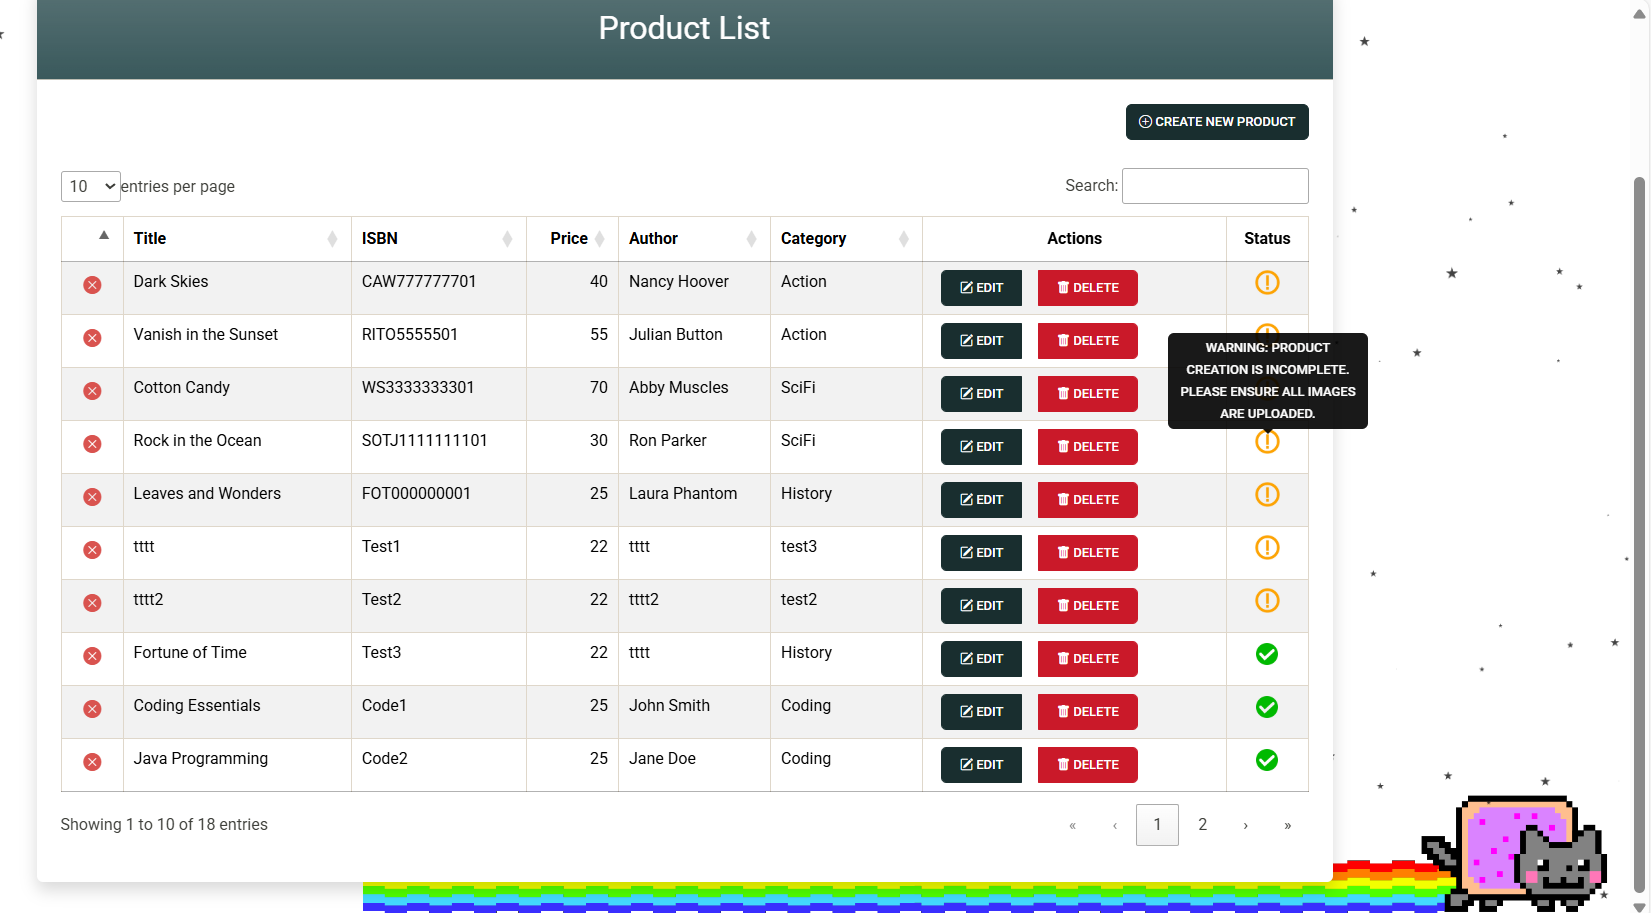 Product List
CREATE NEW PRODUCT
10 entries per page
Search:
Title ISBN Price Author Category Actions Status
Dark Skies CAW777777701 40 Nancy Hoover Action EDIT DELETE
Vanish in the Sunset RITO5555501 55 Julian Button Action EDIT DELETE
WARNING: PRODUCT
CREATION IS INCOMPLETE.
PLEASE ENSURE ALL IMAGES
ARE UPLOADED.
Cotton Candy WS3333333301 70 Abby Muscles SciFi EDIT DELETE
Rock in the Ocean SOTJ1111111101 30 Ron Parker SciFi EDIT DELETE
Leaves and Wonders FOT000000001 25 Laura Phantom History EDIT DELETE
tttt Test1 22 tttt test3 EDIT DELETE
tttt2 Test2 22 tttt2 test2 EDIT DELETE
Fortune of Time Test3 22 tttt History EDIT DELETE
Coding Essentials Code1 25 John Smith Coding EDIT DELETE
Java Programming Code2 25 Jane Doe Coding EDIT DELETE
Showing 1 to 10 of 18 entries
« ‹ 1 2 › »